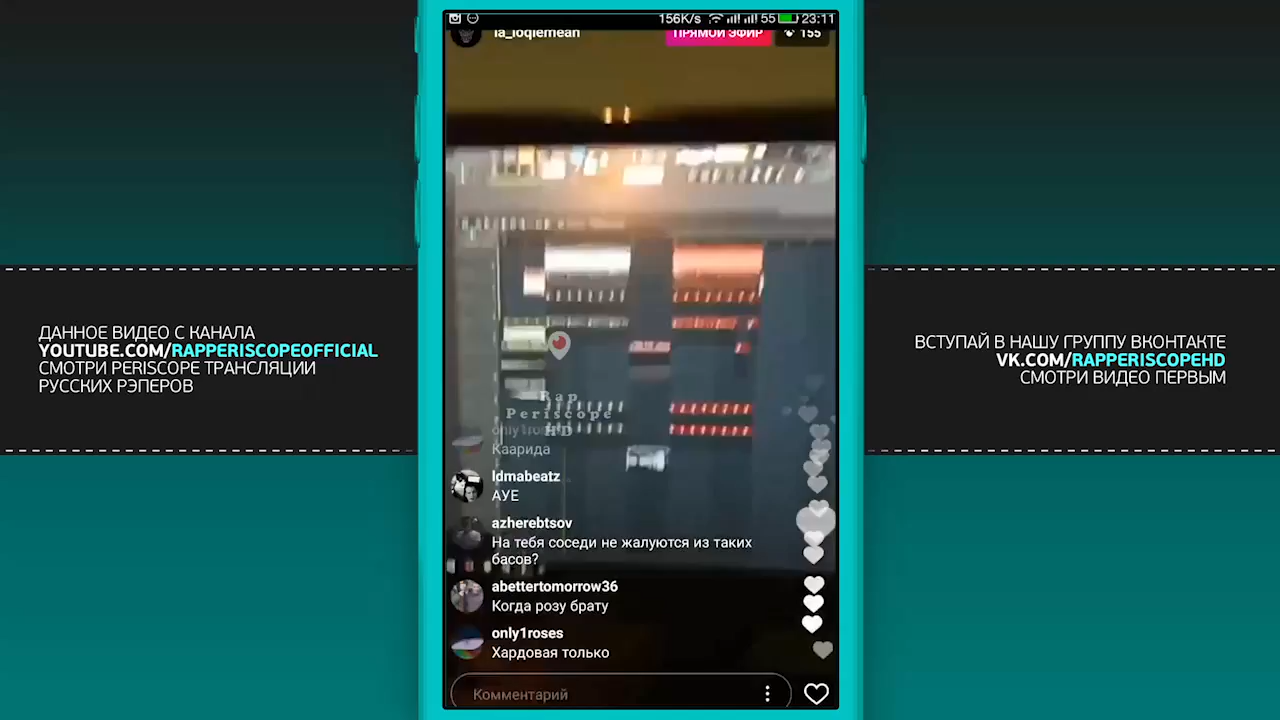 156K/s 55 23:11
la_loqiemean ПРЯМОЙ ЭФИР 155
ДАННОЕ ВИДЕО С КАНАЛА
YOUTUBE.COM/RAPPERISCOPEOFFICIAL
СМОТРИ PERISCOPE ТРАНСЛЯЦИИ
РУССКИХ РЭПЕРОВ
ВСТУПАЙ В НАШУ ГРУППУ ВКОНТАКТЕ
VK.COM/RAPPERISCOPEHD
СМОТРИ ВИДЕО ПЕРВЫМ
Rap
Periscope
HD
Каарида
ldmabeatz
АУЕ
azherebtsov
На тебя соседи не жалуются из таких
басов?
abettertomorrow36
Когда розу брату
only1roses
Хардовая только
Комментарий